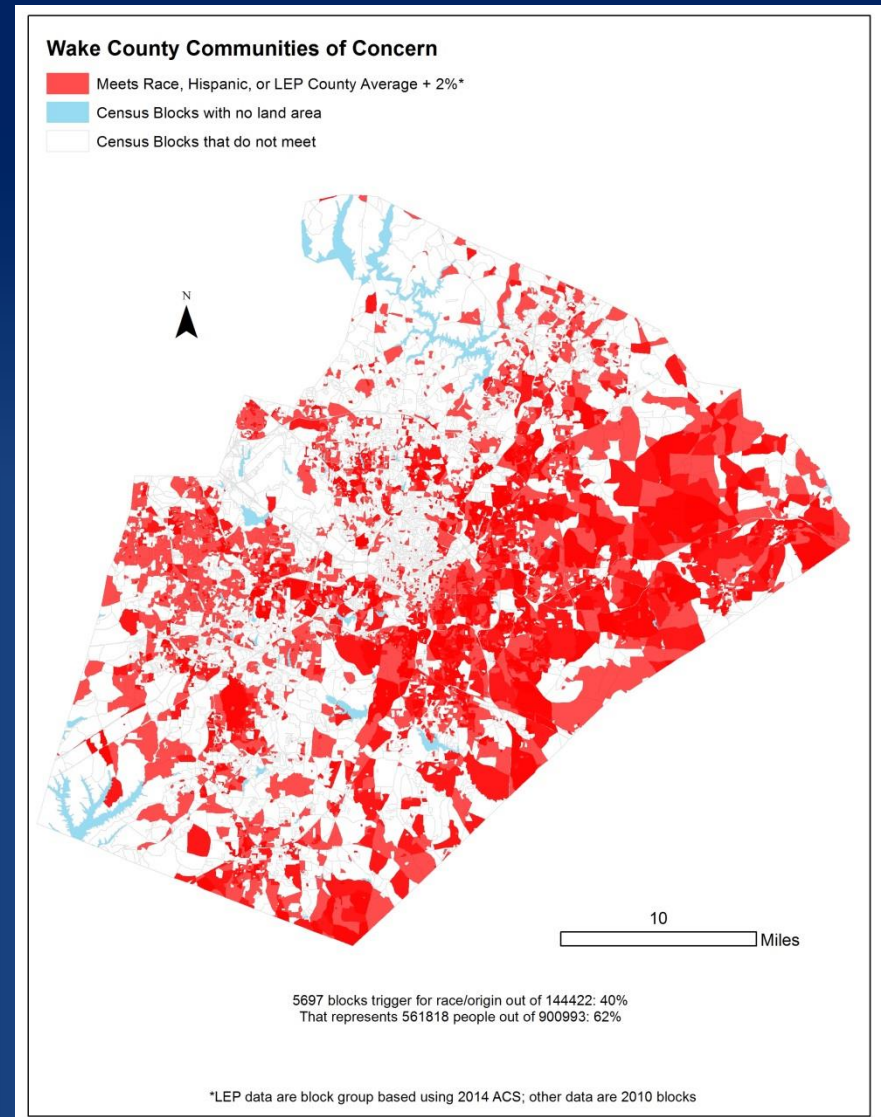 Wake County Communities of Concern
Meets Race, Hispanic, or LEP County Average + 2%*
Census Blocks with no land area
Census Blocks that do not meet
N
10
Miles
5697 blocks trigger for race/origin out of 144422: 40%
That represents 561818 people out of 900993: 62%
*LEP data are block group based using 2014 ACS; other data are 2010 blocks